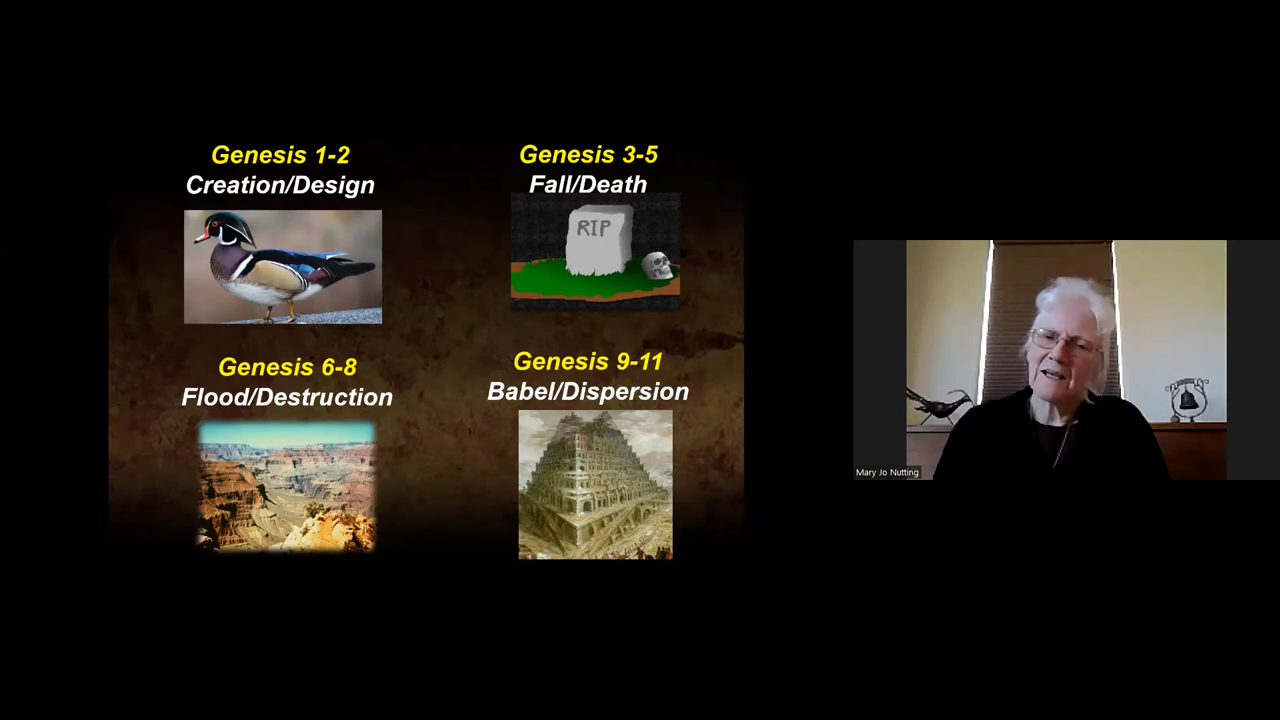 Genesis 1-2
Creation/Design
Genesis 3-5
Fall/Death
RIP
Genesis 6-8
Flood/Destruction
Genesis 9-11
Babel/Dispersion
Mary Jo Nutting